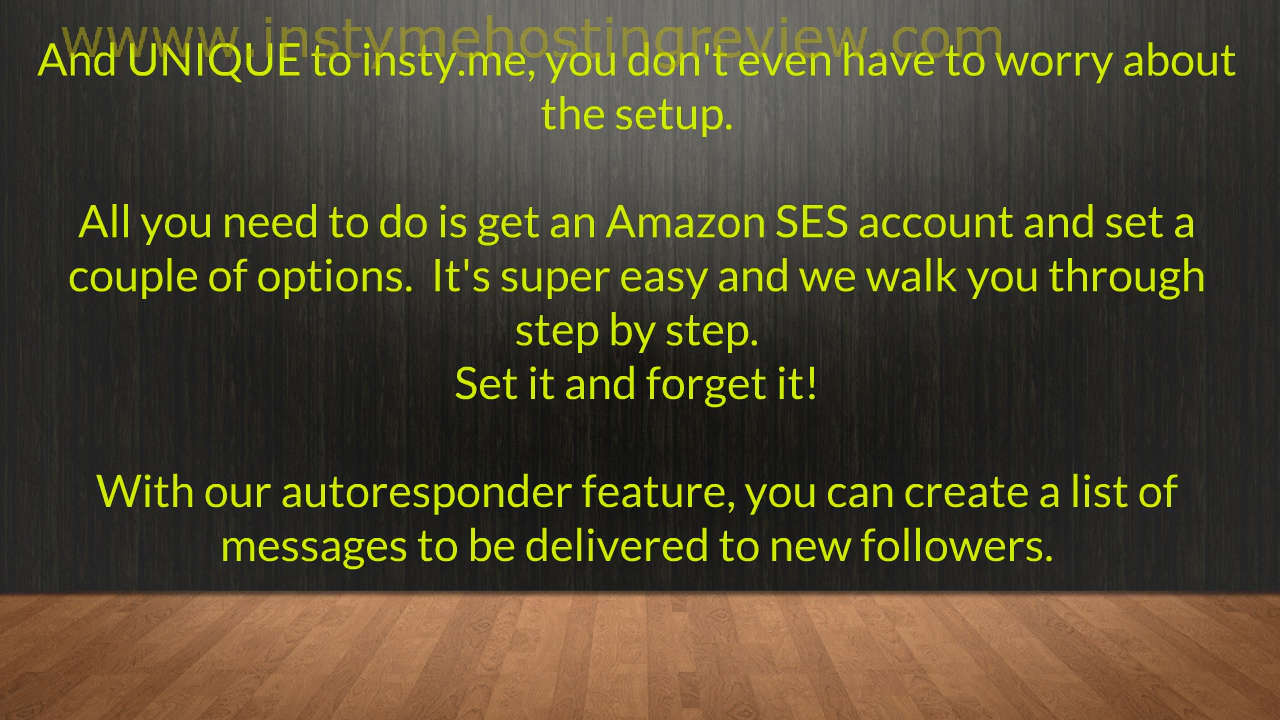 wwww.instymehostingreview.com
And UNIQUE to insty.me, you don't even have to worry about
the setup.
All you need to do is get an Amazon SES account and set a
couple of options.  It's super easy and we walk you through
step by step.
Set it and forget it!
With our autoresponder feature, you can create a list of
messages to be delivered to new followers.